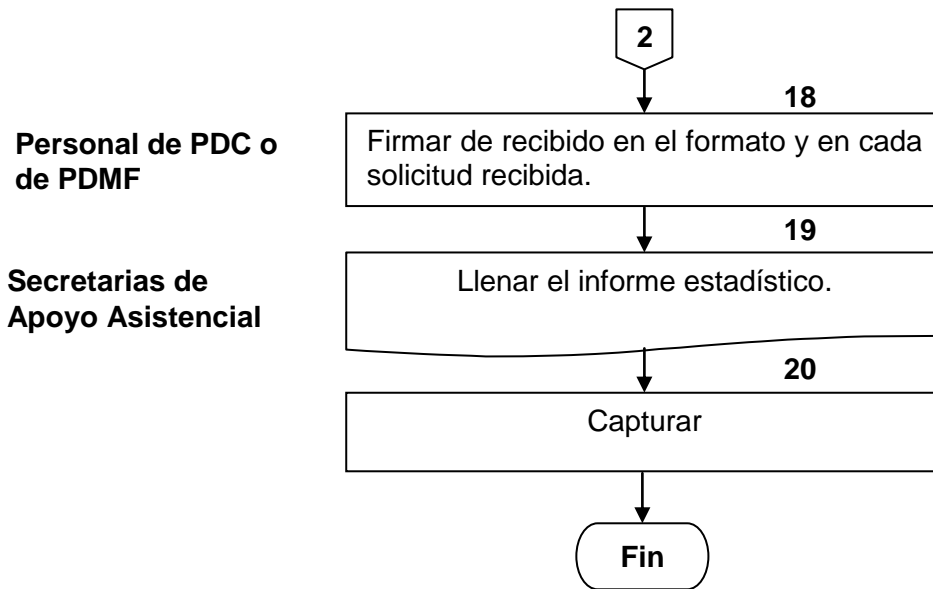 2
18
Personal de PDC o
de PDMF
Firmar de recibido en el formato y en cada
solicitud recibida.
19
Secretarias de
Apoyo Asistencial
Llenar el informe estadístico.
20
Capturar
Fin